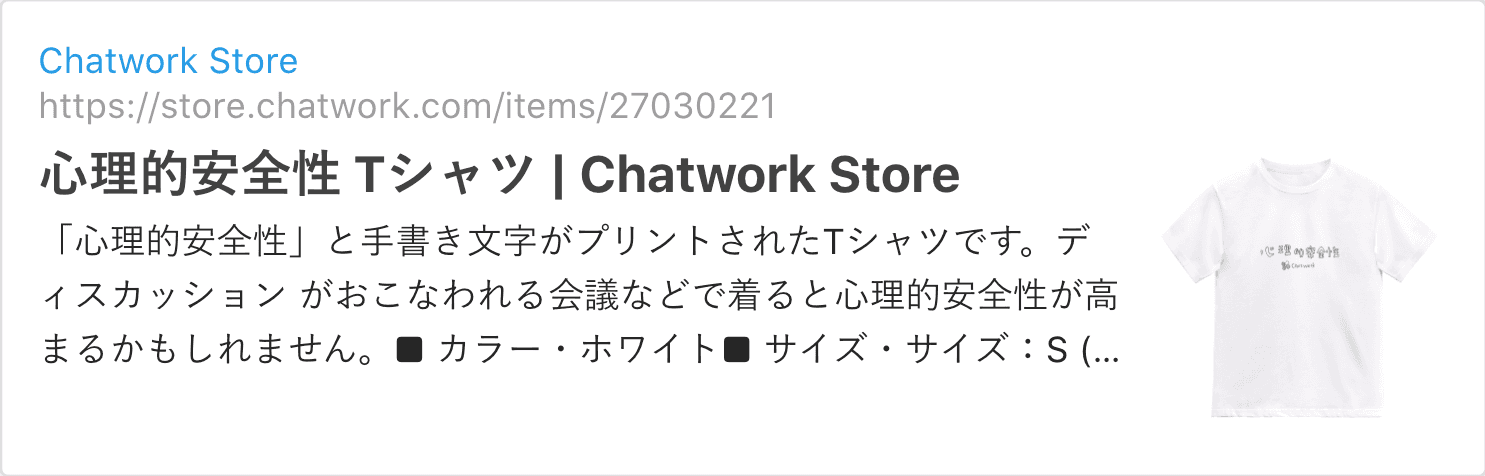 Chatwork Store
https://store.chatwork.com/items/27030221
心理的安全性 Tシャツ | Chatwork Store
「心理的安全性」と手書き文字がプリントされたTシャツです。デ
ィスカッション がおこなわれる会議などで着ると心理的安全性が高
まるかもしれません。■ カラー・ホワイト■ サイズ・サイズ：S (...
心理的安全性
Chatwork